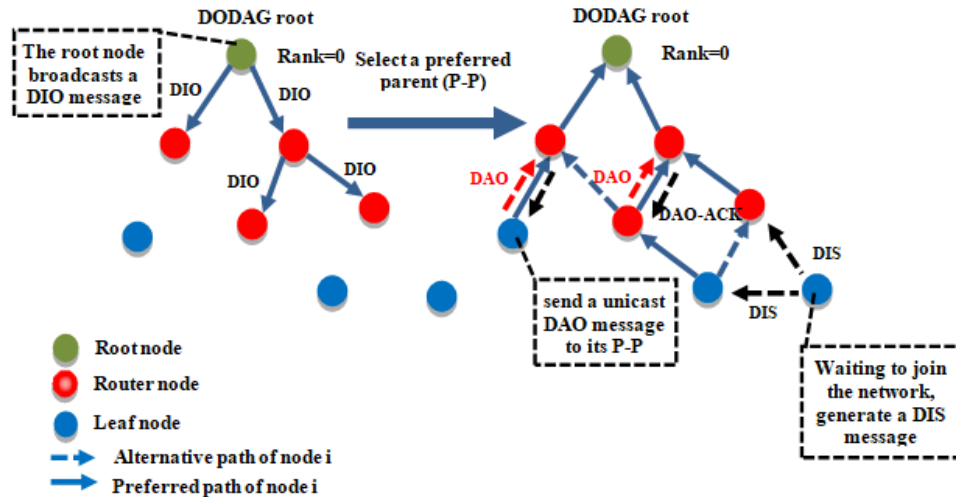 DODAG root
The root node
broadcasts a
DIO message
Rank=0
DIO
DIO
DIO
DIO
Select a preferred
parent (P-P)
DODAG root
Rank=0
DAO
DAO
DAO-ACK
DIS
DIS
send a unicast
DAO message
to its P-P
Waiting to join
the network,
generate a DIS
message
Root node
Router node
Leaf node
Alternative path of node i
Preferred path of node i